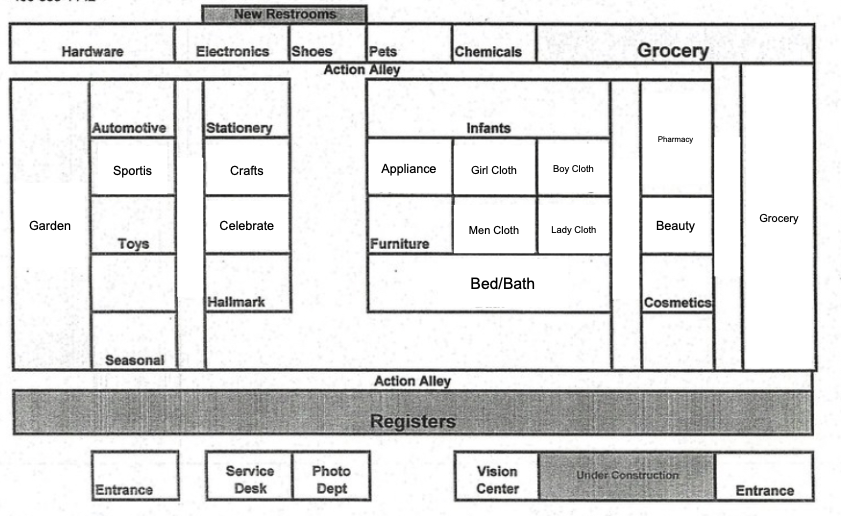 New Restrooms
Hardware
Electronics
Shoes
Pets
Chemicals
Grocery
Action Alley
Automotive
Stationery
Infants
Pharmacy
Sportis
Crafts
Appliance
Girl Cloth
Boy Cloth
Garden
Toys
Celebrate
Furniture
Men Cloth
Lady Cloth
Beauty
Grocery
Hallmark
Bed/Bath
Cosmetics
Seasonal
Action Alley
Registers
Entrance
Service
Desk
Photo
Dept
Vision
Center
Under Construction
Entrance